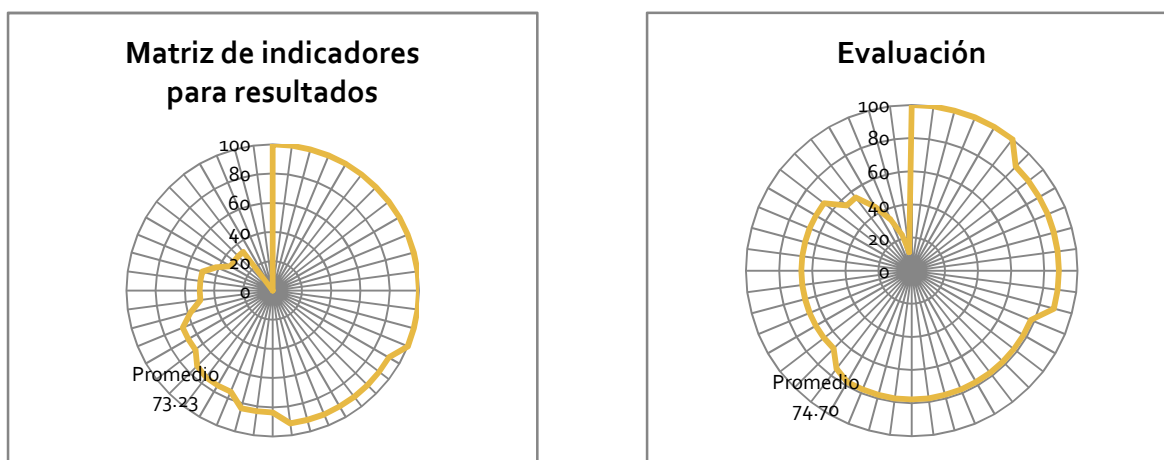 Matriz de indicadores
para resultados
100
80
60
40
20
0
Promedio
73.23
Evaluación
100
80
60
40
20
0
Promedio
74.70